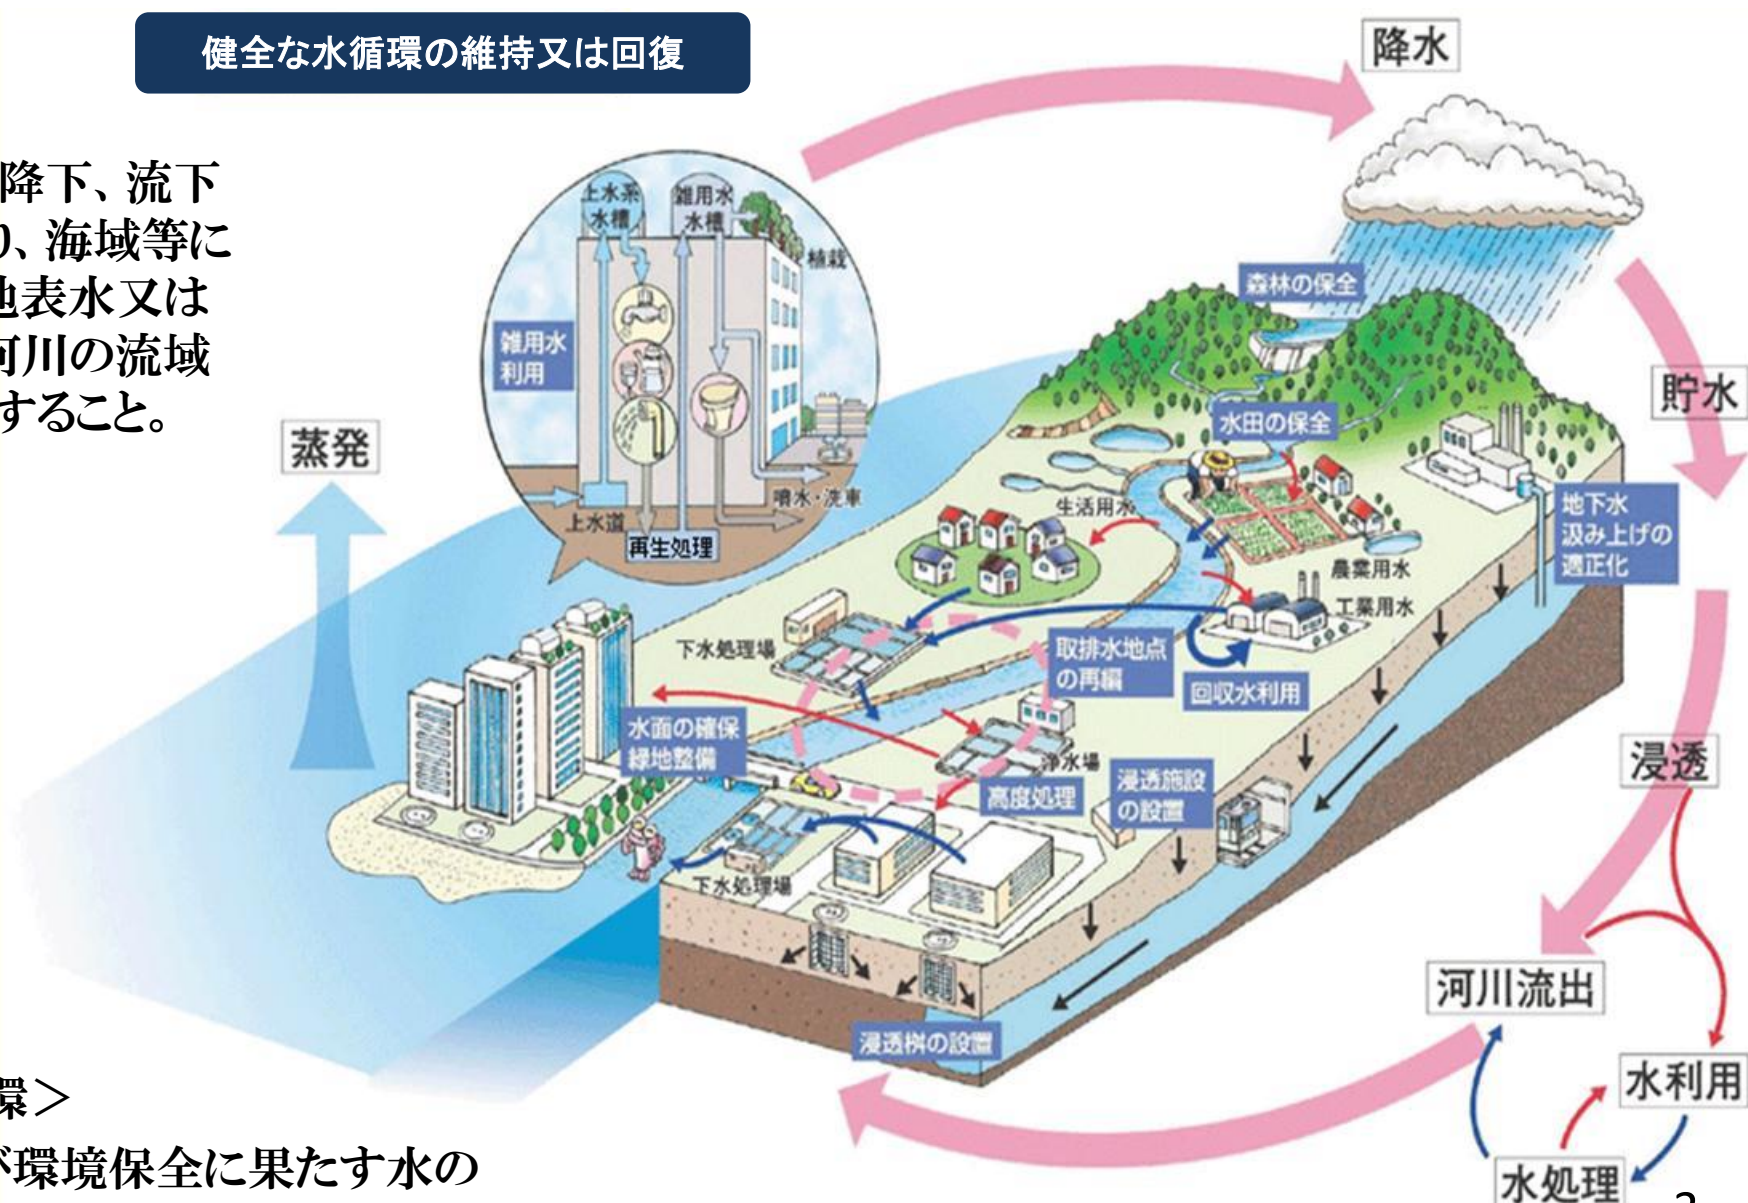 健全な水循環の維持又は回復
降下、流下
、海域等に
地表水又は
河川の流域
すること。
降水
上水系
水槽
雑用水
水槽
植栽
雑用水
利用
噴水・洗車
上水道
再生処理
蒸発
森林の保全
貯水
水田の保全
生活用水
地下水
汲み上げの
適正化
農業用水
工業用水
下水処理場
取排水地点
の再編
回収水利用
水面の確保
緑地整備
浄水場
高度処理
浸透施設
の設置
浸透
下水処理場
河川流出
浸透桝の設置
水利用
水処理
環＞
環境保全に果たす水の